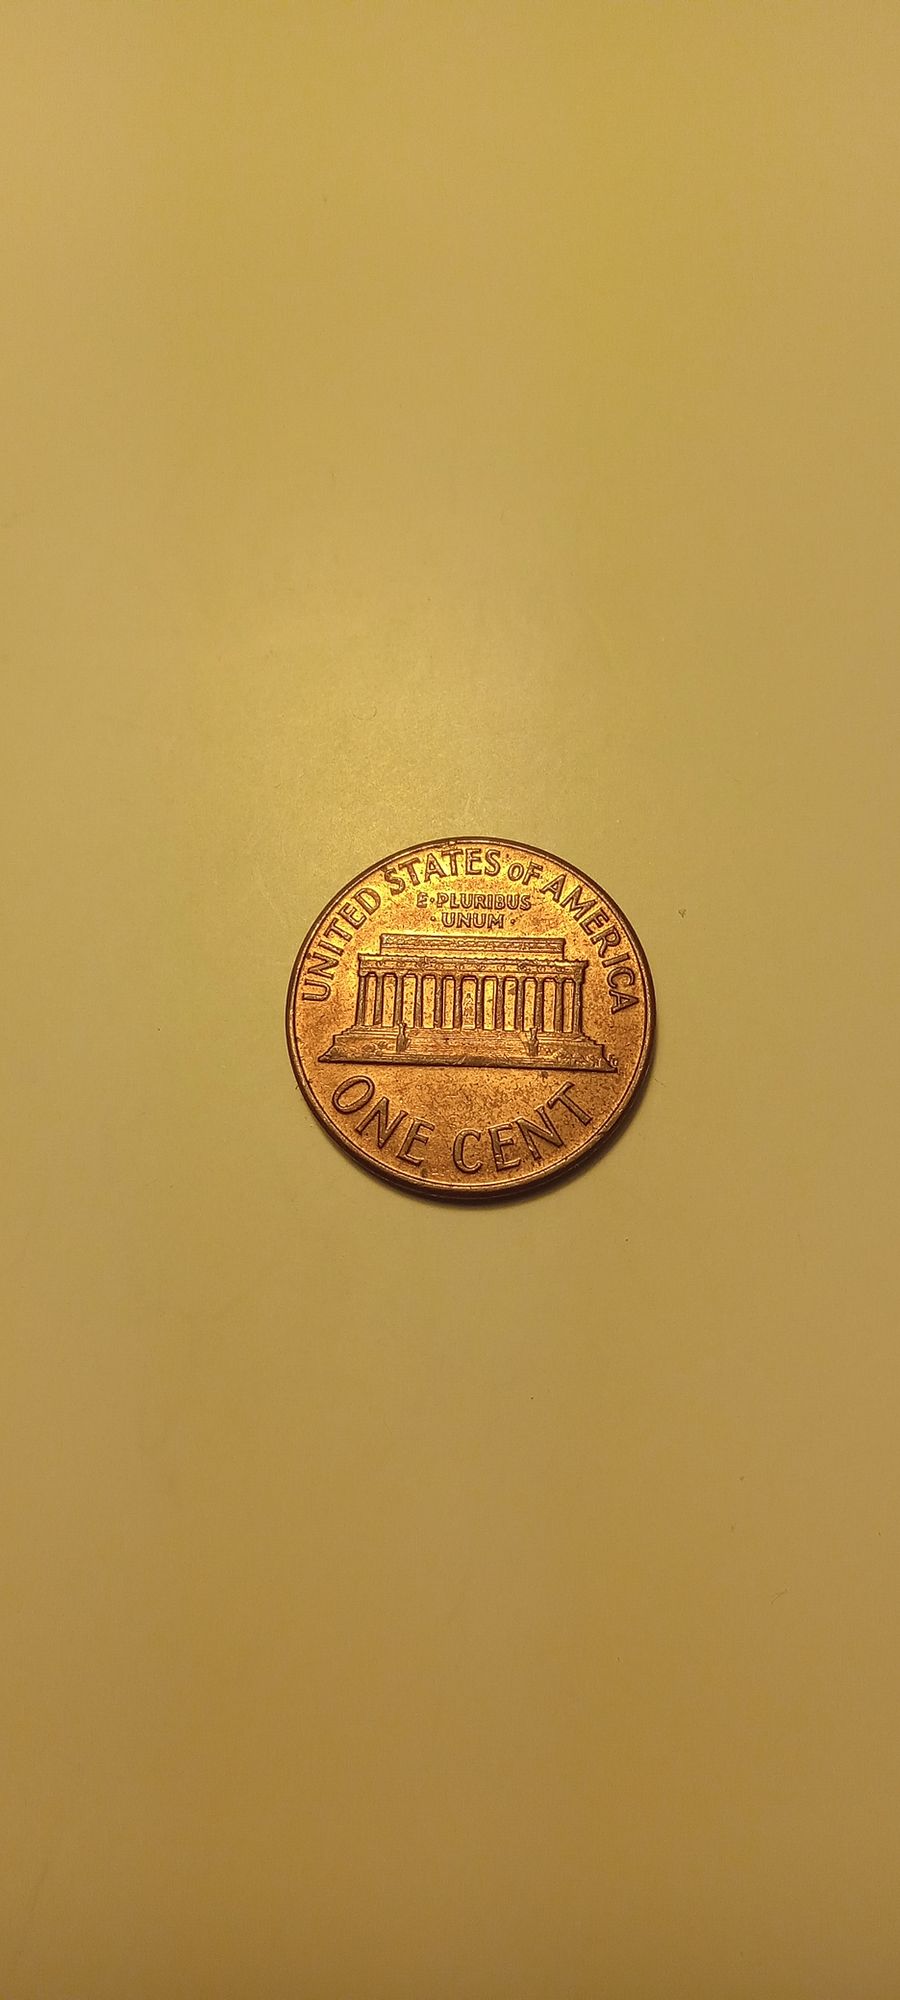 UNITED STATES OF AMERICA
E·PLURIBUS
·UNUM·
ONE CENT